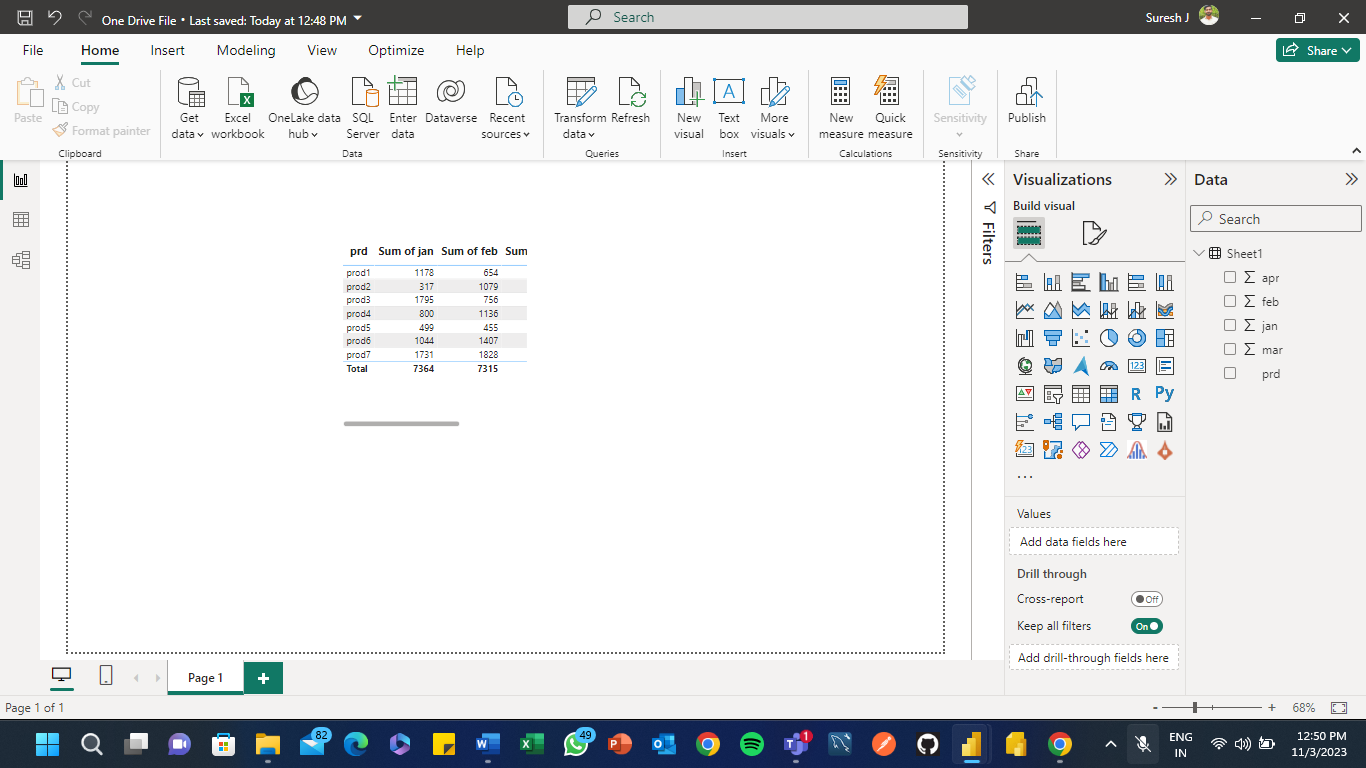 One Drive File • Last saved: Today at 12:48 PM
Search
Suresh J
File Home Insert Modeling View Optimize Help
Share
Paste
Cut
Copy
Format painter
Clipboard
Get data
Excel workbook
OneLake data hub
SQL Server
Enter data
Dataverse
Recent sources
Data
Transform data
Refresh
Queries
New visual
Text box
More visuals
Insert
New measure
Quick measure
Calculations
Sensitivity
Sensitivity
Publish
Share
prd Sum of jan Sum of feb Sum
prod1 1178 654
prod2 317 1079
prod3 1795 756
prod4 800 1136
prod5 499 455
prod6 1044 1407
prod7 1731 1828
Total 7364 7315
Filters
Visualizations
Build visual
123
R
Py
123
Values
Add data fields here
Drill through
Cross-report Off
Keep all filters On
Add drill-through fields here
Data
Search
Sheet1
apr
feb
jan
mar
prd
Page 1
Page 1 of 1
- + 68%
82
49
1
ENG
IN
12:50 PM
11/3/2023